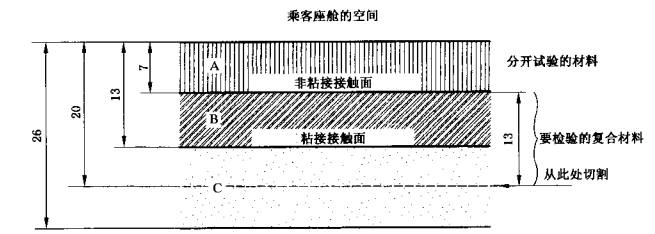 乘客座舱的空间
A
7
分开试验的材料
非粘接接触面
13
20
26
B
13
要检验的复合材料
粘接接触面
从此处切割
C